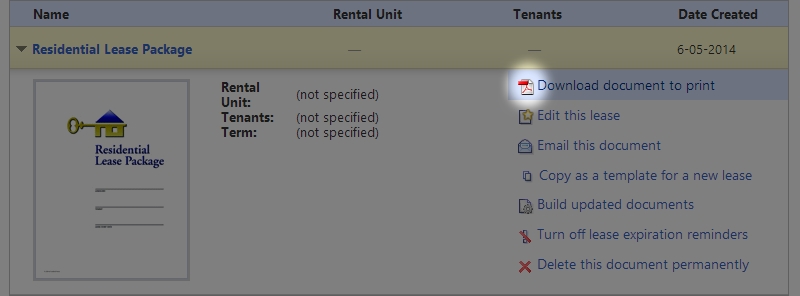 Name Rental Unit Tenants Date Created
Residential Lease Package — — 6-05-2014
Residential
Lease Package
Rental
Unit: (not specified)
Tenants: (not specified)
Term: (not specified)
Download document to print
Edit this lease
Email this document
Copy as a template for a new lease
Build updated documents
Turn off lease expiration reminders
Delete this document permanently